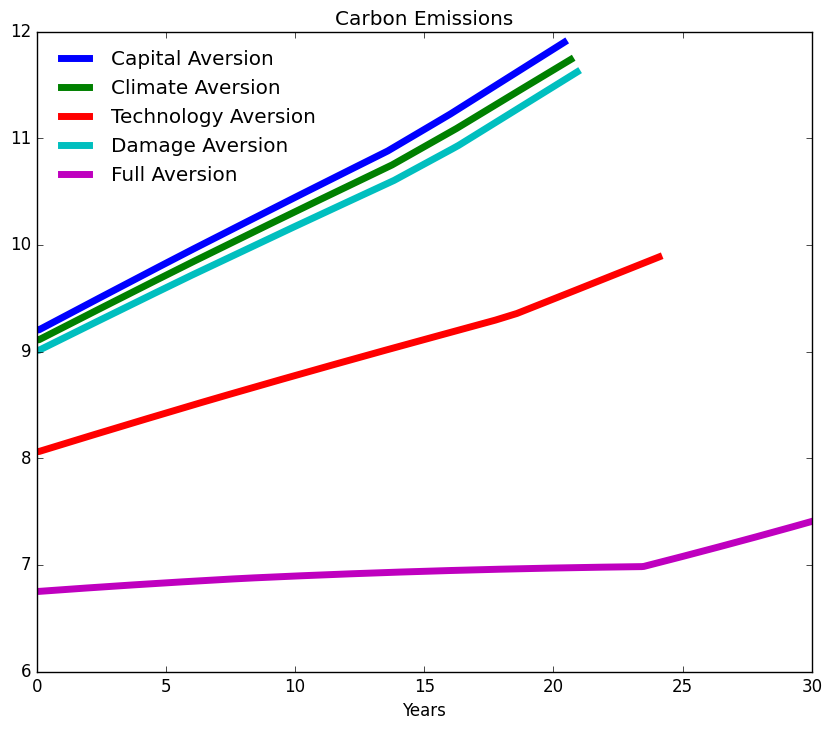 Carbon Emissions
12
11
10
9
8
7
6
Capital Aversion
Climate Aversion
Technology Aversion
Damage Aversion
Full Aversion
0 5 10 15 20 25 30
Years